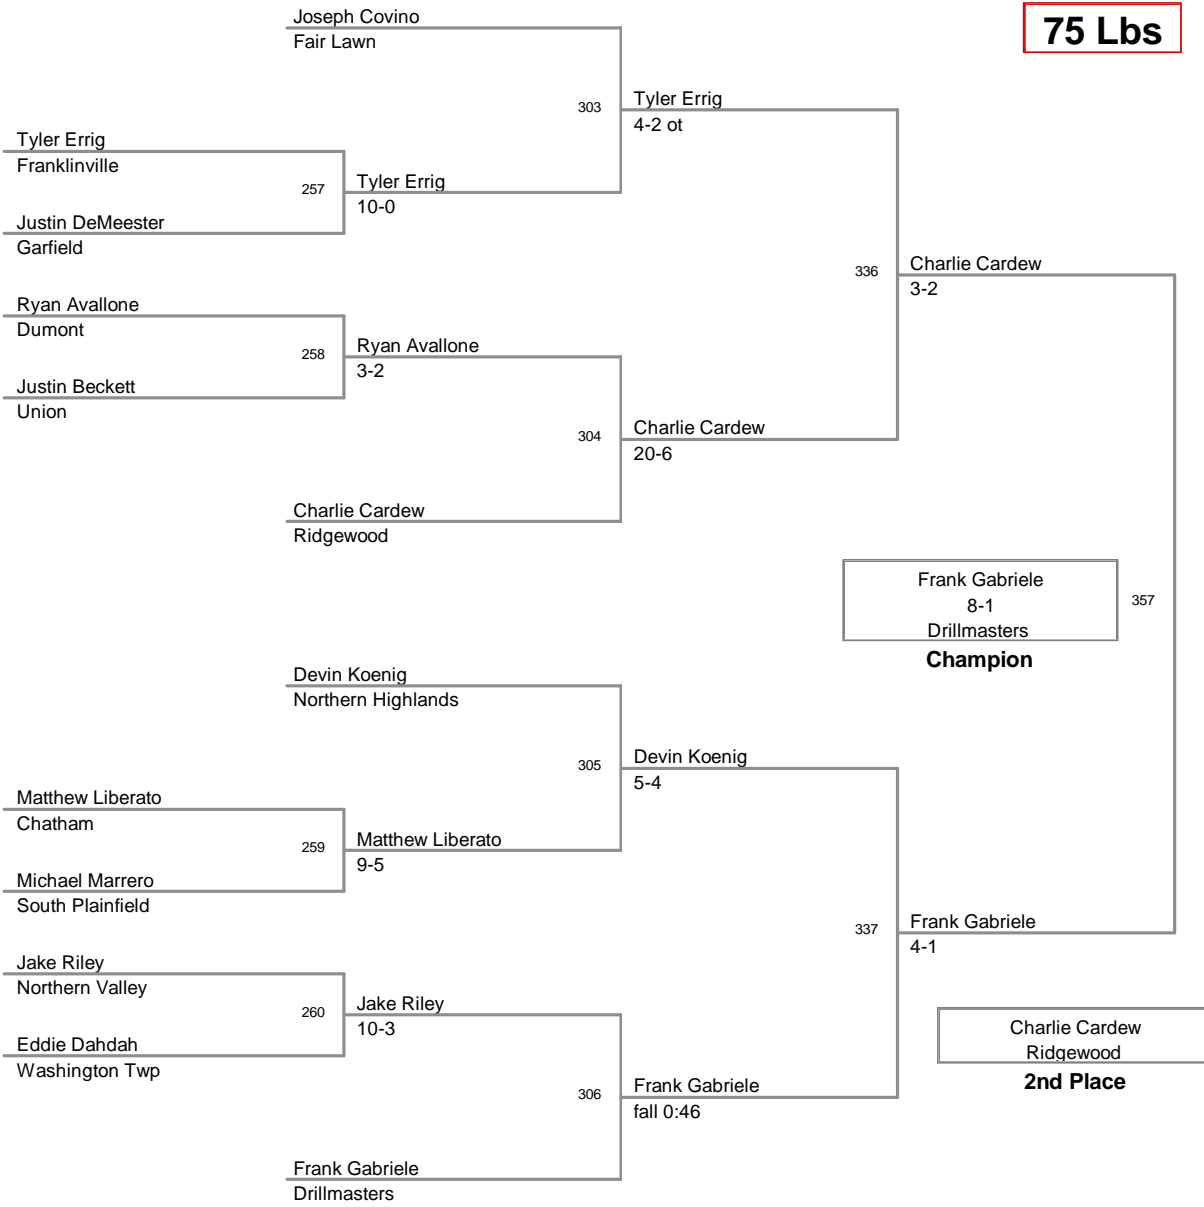 75 Lbs
Joseph Covino
Fair Lawn
303
Tyler Errig
4-2 ot
Tyler Errig
Franklinville
257
Tyler Errig
10-0
Justin DeMeester
Garfield
336
Charlie Cardew
3-2
Ryan Avallone
Dumont
258
Ryan Avallone
3-2
Justin Beckett
Union
304
Charlie Cardew
20-6
Charlie Cardew
Ridgewood
Frank Gabriele
8-1
Drillmasters
357
Champion
Devin Koenig
Northern Highlands
305
Devin Koenig
5-4
Matthew Liberato
Chatham
259
Matthew Liberato
9-5
Michael Marrero
South Plainfield
337
Frank Gabriele
4-1
Jake Riley
Northern Valley
260
Jake Riley
10-3
Eddie Dahdah
Washington Twp
Charlie Cardew
Ridgewood
2nd Place
306
Frank Gabriele
fall 0:46
Frank Gabriele
Drillmasters